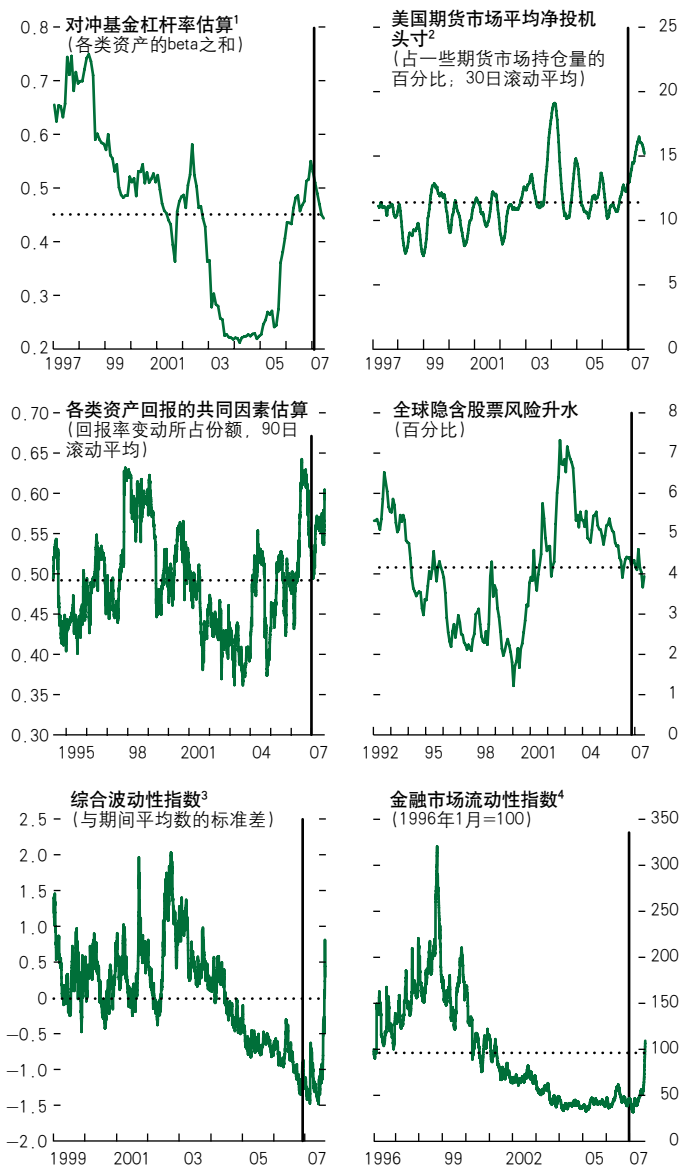 对冲基金杠杆率估算1
(各类资产的beta之和)
0.8
0.7
0.6
0.5
0.4
0.3
0.2
1997 99 2001 03 05 07
美国期货市场平均净投机
头寸2
(占一些期货市场持仓量的
百分比；30日滚动平均)
25
20
15
10
5
0
1997 99 2001 03 05 07
各类资产回报的共同因素估算
(回报率变动所占份额，90日
滚动平均)
0.70
0.65
0.60
0.55
0.50
0.45
0.40
0.35
0.30
1995 98 2001 04 07
全球隐含股票风险升水
(百分比)
8
7
6
5
4
3
2
1
0
1992 95 98 2001 04 07
综合波动性指数3
(与期间平均数的标准差)
2.5
2.0
1.5
1.0
0.5
0
−0.5
−1.0
−1.5
−2.0
1999 2001 03 05 07
金融市场流动性指数4
(1996年1月=100)
350
300
250
200
150
100
50
0
1996 99 2002 05 07